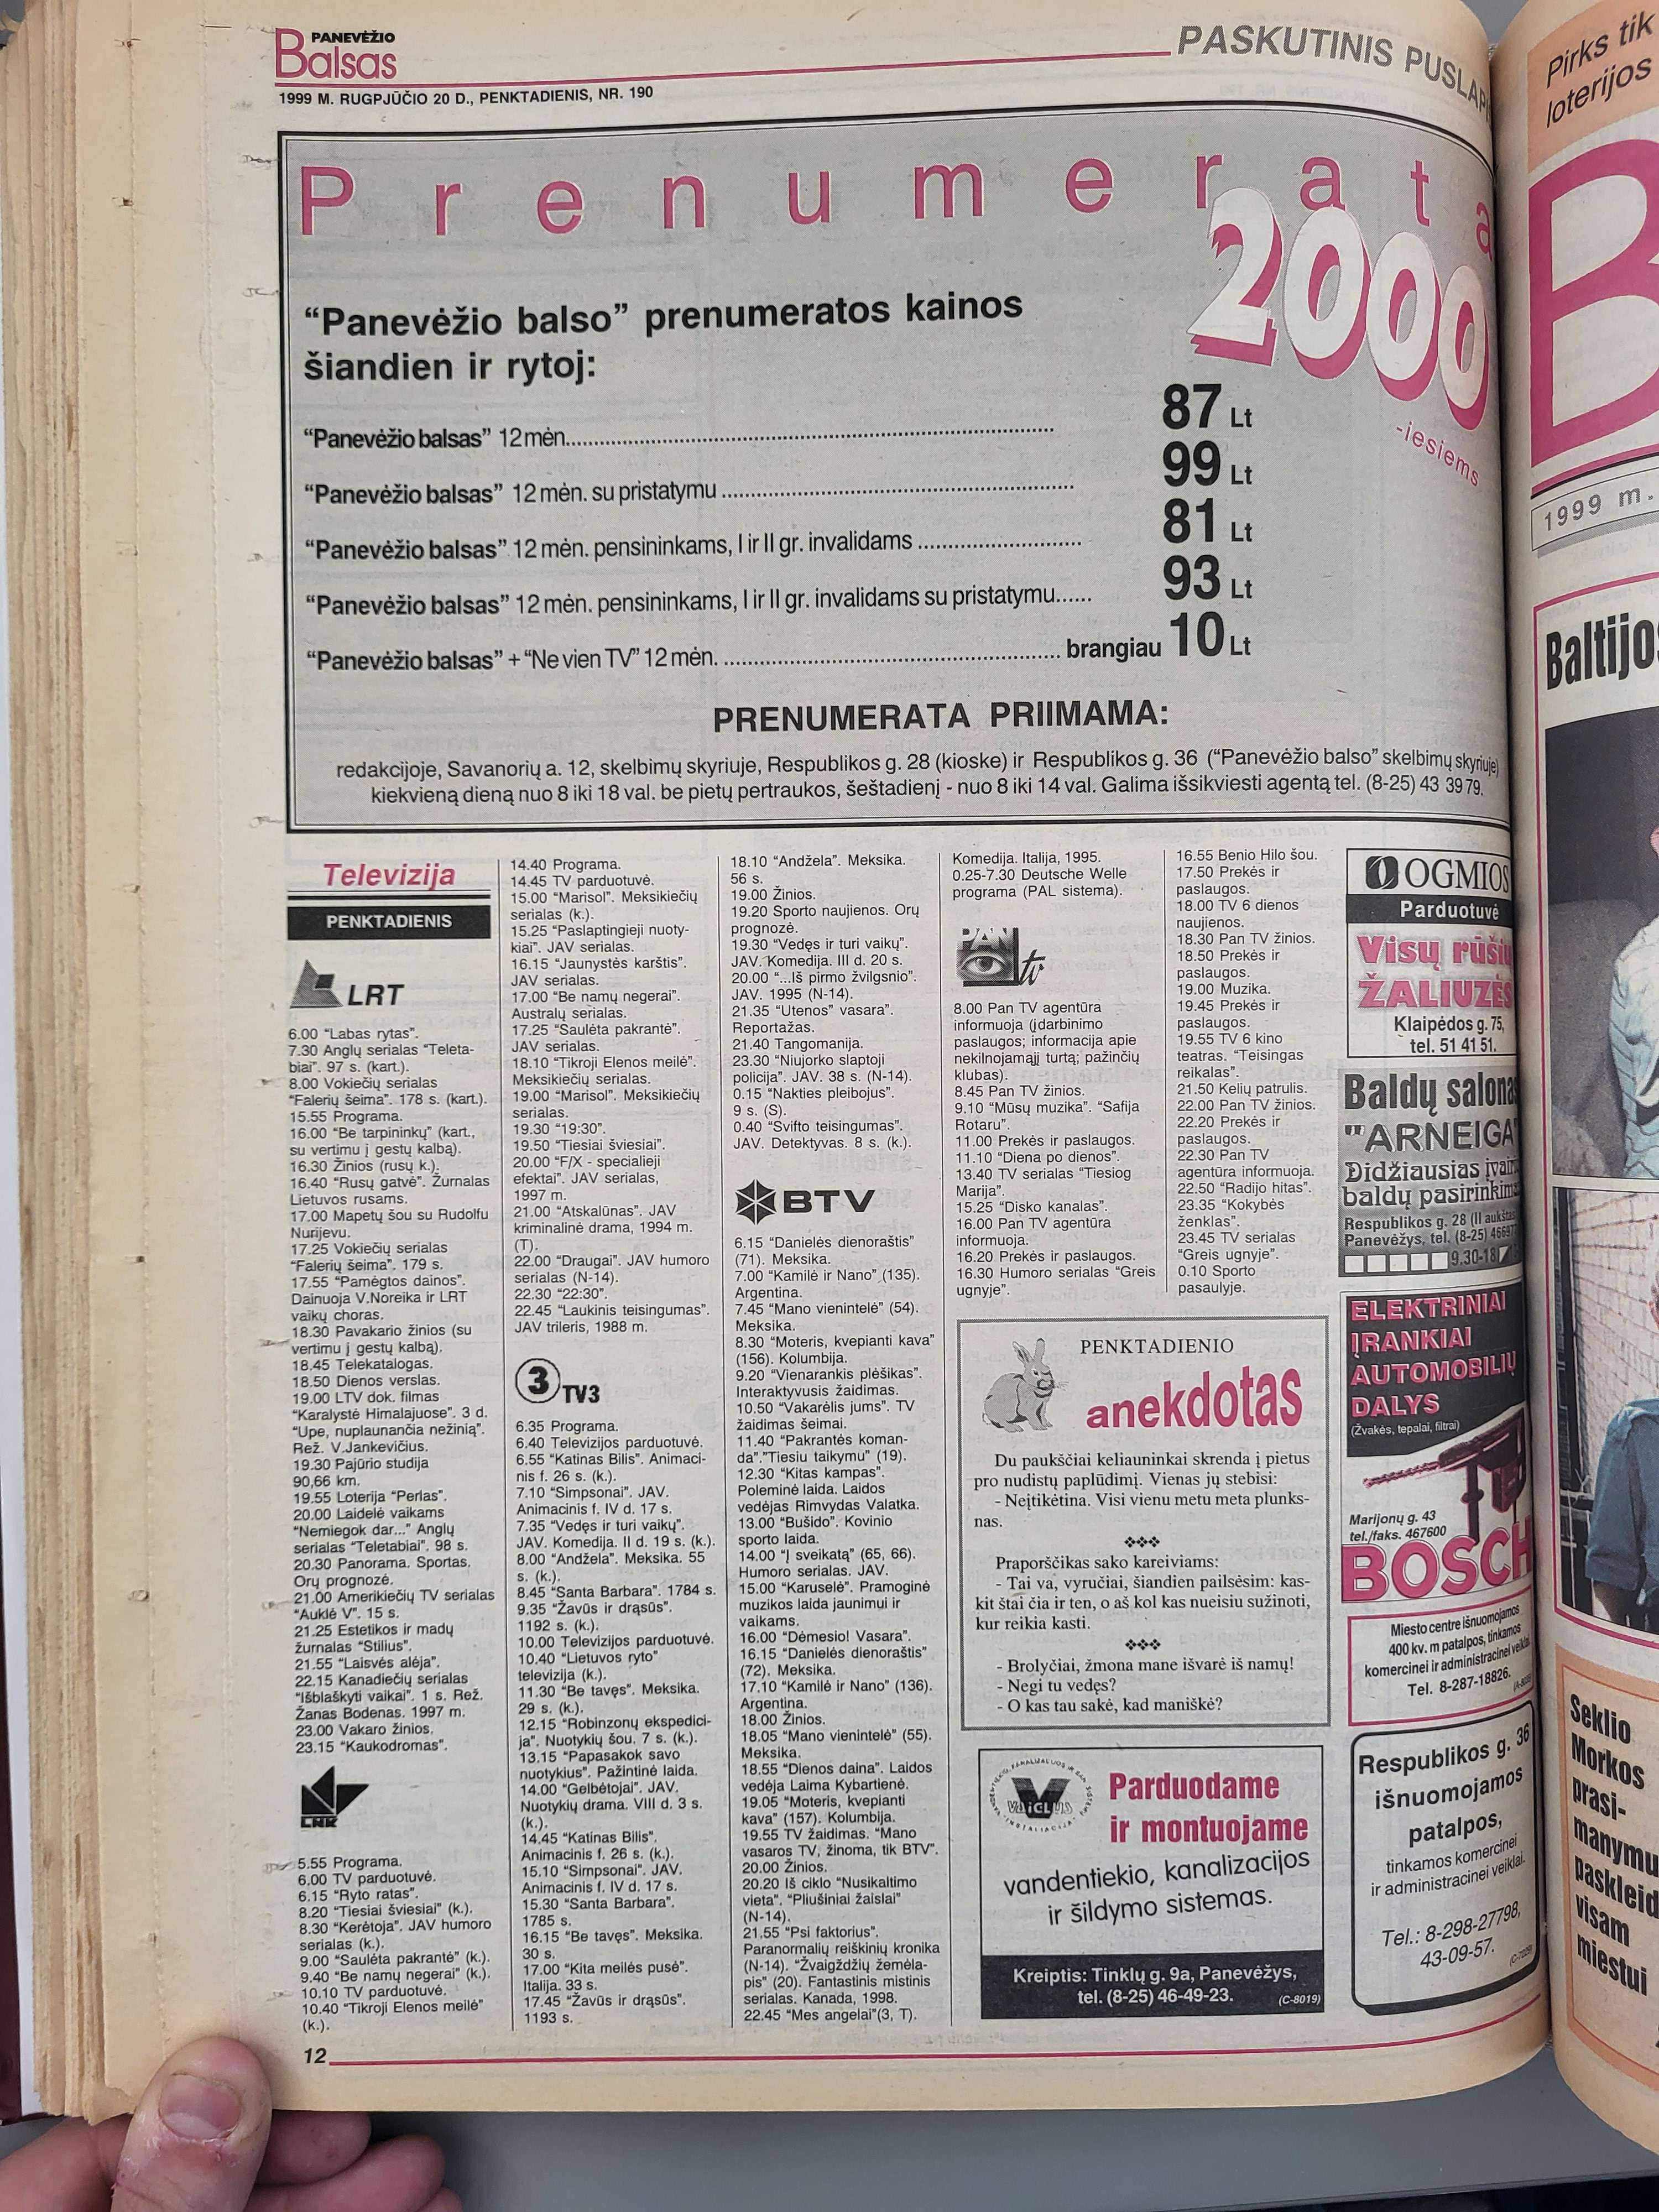 PANEVĖŽIO
Balsas
PASKUTINIS
1999 M. RUGPJŪČIO 20 D., PENKTADIENIS, NR. 190
Prenumerata
2000
-iesiems
“Panevėžio balso” prenumeratos kainos
šiandien ir rytoj:
“Panevėžio balsas” 12 mėn. 87 Lt
“Panevėžio balsas” 12 mėn. su pristatymu 99 Lt
“Panevėžio balsas” 12 mėn. pensininkams, I ir II gr. invalidams 81 Lt
“Panevėžio balsas” 12 mėn. pensininkams, I ir II gr. invalidams su pristatymu...... 93 Lt
“Panevėžio balsas” + “Ne vien TV” 12 mėn. brangiau 10 Lt
PRENUMERATA PRIIMAMA:
redakcijoje, Savanorių a. 12, skelbimų skyriuje, Respublikos g. 28 (kioske) ir Respublikos g. 36 (“Panevėžio balso” skelbimų skyriuje)
kiekvieną dieną nuo 8 iki 18 val. be pietų pertraukos, šeštadienį - nuo 8 iki 14 val. Galima išsikviesti agentą tel. (8-25) 43 39 79.
Televizija
PENKTADIENIS
LRT
6.00 “Labas rytas”.
7.30 Anglų serialas “Teleta-
biai”. 97 s. (kart.).
8.00 Vokiečių serialas
“Falerių šeima”. 178 s. (kart.).
15.55 Programa.
16.00 “Be tarpininkų” (kart.,
su vertimu į gestų kalbą).
16.30 Žinios (rusų k.).
16.40 “Rusų gatvė”. Žurnalas
Lietuvos rusams.
17.00 Mapetų šou su Rudolfu
Nurijevu.
17.25 Vokiečių serialas
“Falerių šeima”. 179 s.
17.55 “Pamėgtos dainos”.
Dainuoja V.Noreika ir LRT
vaikų choras.
18.30 Pavakario žinios (su
vertimu į gestų kalbą).
18.45 Telekatalogas.
18.50 Dienos verslas.
19.00 LTV dok. filmas
“Karalystė Himalajuose”. 3 d.
“Upe, nuplaunančia nežinią”.
Rež. V.Jankevičius.
19.30 Pajūrio studija
90,66 km.
19.55 Loterija “Perlas”.
20.00 Laidelė vaikams
“Nemiegok dar...” Anglų
serialas “Teletabiai”. 98 s.
20.30 Panorama. Sportas.
Orų prognozė.
21.00 Amerikiečių TV serialas
“Auklė V”. 15 s.
21.25 Estetikos ir madų
žurnalas “Stilius”.
21.55 “Laisvės alėja”.
22.15 Kanadiečių serialas
“Išblaškyti vaikai”. 1 s. Rež.
Žanas Bodenas. 1997 m.
23.00 Vakaro žinios.
23.15 “Kaukodromas”.
LNK
5.55 Programa.
6.00 TV parduotuvė.
6.15 “Ryto ratas”.
8.20 “Tiesiai šviesiai” (k.).
8.30 “Kerėtoja”. JAV humoro
serialas (k.).
9.00 “Saulėta pakrantė” (k.).
9.40 “Be namų negerai” (k.).
10.10 TV parduotuvė.
10.40 “Tikroji Elenos meilė”
(k.).
14.40 Programa.
14.45 TV parduotuvė.
15.00 “Marisol”. Meksikiečių
serialas (k.).
15.25 “Paslaptingieji nuoty-
kiai”. JAV serialas.
16.15 “Jaunystės karštis”.
JAV serialas.
17.00 “Be namų negerai”.
Australų serialas.
17.25 “Saulėta pakrantė”.
JAV serialas.
18.10 “Tikroji Elenos meilė”.
Meksikiečių serialas.
19.00 “Marisol”. Meksikiečių
serialas.
19.30 “19:30”.
19.50 “Tiesiai šviesiai”.
20.00 “F/X - specialieji
efektai”. JAV serialas,
1997 m.
21.00 “Atskalūnas”. JAV
kriminalinė drama, 1994 m.
(T).
22.00 “Draugai”. JAV humoro
serialas (N-14).
22.30 “22:30”.
22.45 “Laukinis teisingumas”.
JAV trileris, 1988 m.
3 TV3
6.35 Programa.
6.40 Televizijos parduotuvė.
6.55 “Katinas Bilis”. Animaci-
nis f. 26 s. (k.).
7.10 “Simpsonai”. JAV.
Animacinis f. IV d. 17 s.
7.35 “Vedęs ir turi vaikų”.
JAV. Komedija. II d. 19 s. (k.).
8.00 “Andžela”. Meksika. 55
s. (k.).
8.45 “Santa Barbara”. 1784 s.
9.35 “Žavūs ir drąsūs”.
1192 s. (k.).
10.00 Televizijos parduotuvė.
10.40 “Lietuvos ryto”
televizija (k.).
11.30 “Be tavęs”. Meksika.
29 s. (k.).
12.15 “Robinzonų ekspedici-
ja”. Nuotykių šou. 7 s. (k.).
13.15 “Papasakok savo
nuotykius”. Pažintinė laida.
14.00 “Gelbėtojai”. JAV.
Nuotykių drama. VIII d. 3 s.
(k.).
14.45 “Katinas Bilis”.
Animacinis f. 26 s. (k.).
15.10 “Simpsonai”. JAV.
Animacinis f. IV d. 17 s.
15.30 “Santa Barbara”.
1785 s.
16.15 “Be tavęs”. Meksika.
30 s.
17.00 “Kita meilės pusė”.
Italija. 33 s.
17.45 “Žavūs ir drąsūs”.
1193 s.
18.10 “Andžela”. Meksika.
56 s.
19.00 Žinios.
19.20 Sporto naujienos. Orų
prognozė.
19.30 “Vedęs ir turi vaikų”.
JAV. Komedija. III d. 20 s.
20.00 “...Iš pirmo žvilgsnio”.
JAV. 1995 (N-14).
21.35 “Utenos” vasara”.
Reportažas.
21.40 Tangomanija.
23.30 “Niujorko slaptoji
policija”. JAV. 38 s. (N-14).
0.15 “Nakties pleibojus”.
9 s. (S).
0.40 “Svifto teisingumas”.
JAV. Detektyvas. 8 s. (k.).
BTV
6.15 “Danielės dienoraštis”
(71). Meksika.
7.00 “Kamilė ir Nano” (135).
Argentina.
7.45 “Mano vienintelė” (54).
Meksika.
8.30 “Moteris, kvepianti kava”
(156). Kolumbija.
9.20 “Vienarankis plėšikas”.
Interaktyvusis žaidimas.
10.50 “Vakarėlis jums”. TV
žaidimas šeimai.
11.40 “Pakrantės koman-
da”.“Tiesiu taikymu” (19).
12.30 “Kitas kampas”.
Poleminė laida. Laidos
vedėjas Rimvydas Valatka.
13.00 “Bušido”. Kovinio
sporto laida.
14.00 “Į sveikatą” (65, 66).
Humoro serialas. JAV.
15.00 “Karuselė”. Pramoginė
muzikos laida jaunimui ir
vaikams.
16.00 “Dėmesio! Vasara”.
16.15 “Danielės dienoraštis”
(72). Meksika.
17.10 “Kamilė ir Nano” (136).
Argentina.
18.00 Žinios.
18.05 “Mano vienintelė” (55).
Meksika.
18.55 “Dienos daina”. Laidos
vedėja Laima Kybartienė.
19.05 “Moteris, kvepianti
kava” (157). Kolumbija.
19.55 TV žaidimas. “Mano
vasaros TV, žinoma, tik BTV”.
20.00 Žinios.
20.20 Iš ciklo “Nusikaltimo
vieta”. “Pliušiniai žaislai”
(N-14).
21.55 “Psi faktorius”.
Paranormalių reiškinių kronika
(N-14). “Žvaigždžių žemėla-
pis” (20). Fantastinis mistinis
serialas. Kanada, 1998.
22.45 “Mes angelai”(3, T).
Komedija. Italija, 1995.
0.25-7.30 Deutsche Welle
programa (PAL sistema).
PAN tv
8.00 Pan TV agentūra
informuoja (įdarbinimo
paslaugos; informacija apie
nekilnojamąjį turtą; pažinčių
klubas).
8.45 Pan TV žinios.
9.10 “Mūsų muzika”. “Safija
Rotaru”.
11.00 Prekės ir paslaugos.
11.10 “Diena po dienos”.
13.40 TV serialas “Tiesiog
Marija”.
15.25 “Disko kanalas”.
16.00 Pan TV agentūra
informuoja.
16.20 Prekės ir paslaugos.
16.30 Humoro serialas “Greis
ugnyje”.
16.55 Benio Hilo šou.
17.50 Prekės ir
paslaugos.
18.00 TV 6 dienos
naujienos.
18.30 Pan TV žinios.
18.50 Prekės ir
paslaugos.
19.00 Muzika.
19.45 Prekės ir
paslaugos.
19.55 TV 6 kino
teatras. “Teisingas
reikalas”.
21.50 Kelių patrulis.
22.00 Pan TV žinios.
22.20 Prekės ir
paslaugos.
22.30 Pan TV
agentūra informuoja.
22.50 “Radijo hitas”.
23.35 “Kokybės
ženklas”.
23.45 TV serialas
“Greis ugnyje”.
0.10 Sporto
pasaulyje.
PENKTADIENIO
anekdotas
Du paukščiai keliauninkai skrenda į pietus
pro nudistų paplūdimį. Vienas jų stebisi:
- Neįtikėtina. Visi vienu metu meta plunks-
nas.
Praporščikas sako kareiviams:
- Tai va, vyručiai, šiandien pailsėsim: kas-
kit štai čia ir ten, o aš kol kas nueisiu sužinoti,
kur reikia kasti.
- Brolyčiai, žmona mane išvarė iš namų!
- Negi tu vedęs?
- O kas tau sakė, kad maniškė?
VaiCLUS
Parduodame
ir montuojame
vandentiekio, kanalizacijos
ir šildymo sistemas.
Kreiptis: Tinklų g. 9a, Panevėžys,
tel. (8-25) 46-49-23.
(C-8019)
OGMIOS
Parduotuvė
Visų rūšių
ŽALIUZĖS
Klaipėdos g. 75,
tel. 51 41 51.
Baldų salonas
"ARNEIGA"
Didžiausias
baldų
Respublikos g. 28 (II
Panevėžys, tel. (8-25)
9.30-18
ELEKTRINIAI
ĮRANKIAI
AUTOMOBILIŲ
DALYS
(Žvakės, tepalai, filtrai)
Marijonų g. 43
tel./faks. 467600
BOSCH
Miesto centre išnuomojamos
400 kv. m patalpos, tinkamos
komercinei ir administracinei veiklai.
Tel. 8-287-18826.
Respublikos g. 36
išnuomojamos
patalpos,
tinkamos komercinei
ir administracinei veiklai.
Tel.: 8-298-27798,
43-09-57.
12
Pirks tik
loterijos
B
1999 m.
Seklio
Morkos
prasi-
manymu
visam
miestui